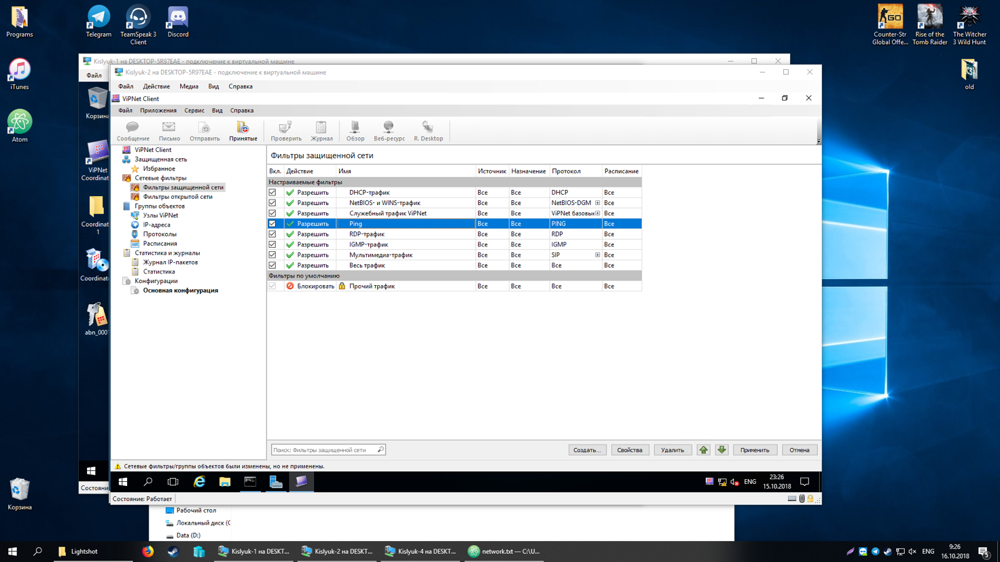 Programs
Telegram
TeamSpeak 3
Client
Discord
Counter-Str
Global Offe...
Rise of the
Tomb Raider
The Witcher
3 Wild Hunt
iTunes
old
Atom
Корзина
Kislyuk-1 на DESKTOP-5R97EAE - подключение к виртуальной машине
Файл
Корзина
ViPNet
Coordinat
Coordinat
1
Coordinat
abn_0001
Состояни
Kislyuk-2 на DESKTOP-5R97EAE - подключение к виртуальной машине
Файл Действие Медиа Вид Справка
ViPNet Client
Файл Приложения Сервис Вид Справка
Сообщение Письмо Отправить Принятые Проверить Журнал Обзор Веб-ресурс R. Desktop
ViPNet Client
Защищенная сеть
Избранное
Сетевые фильтры
Фильтры защищенной сети
Фильтры открытой сети
Группы объектов
Узлы ViPNet
IP-адреса
Протоколы
Расписания
Статистика и журналы
Журнал IP-пакетов
Статистика
Конфигурации
Основная конфигурация
Фильтры защищенной сети
Вкл. Действие Имя Источник Назначение Протокол Расписание
Настраиваемые фильтры
Разрешить DHCP-трафик Все Все DHCP Все
Разрешить NetBIOS- и WINS-трафик Все Все NetBIOS-DGM Все
Разрешить Служебный трафик ViPNet Все Все ViPNet базовые Все
Разрешить Ping Все Все PING Все
Разрешить RDP-трафик Все Все RDP Все
Разрешить IGMP-трафик Все Все IGMP Все
Разрешить Мультимедиа-трафик Все Все SIP Все
Разрешить Весь трафик Все Все Все Все
Фильтры по умолчанию
Блокировать Прочий трафик Все Все Все Все
Поиск: Фильтры защищенной сети
Создать... Свойства Удалить Применить Отмена
Сетевые фильтры/группы объектов были изменены, но не применены.
ENG
23:26
15.10.2018
Состояние: Работает
Рабочий стол
Локальный диск (C
Data (D:)
Lightshot
Kislyuk-1 на DESKT...
Kislyuk-2 на DESKT...
Kislyuk-4 на DESKT...
network.txt — C:\U...
ENG
9:26
16.10.2018
5